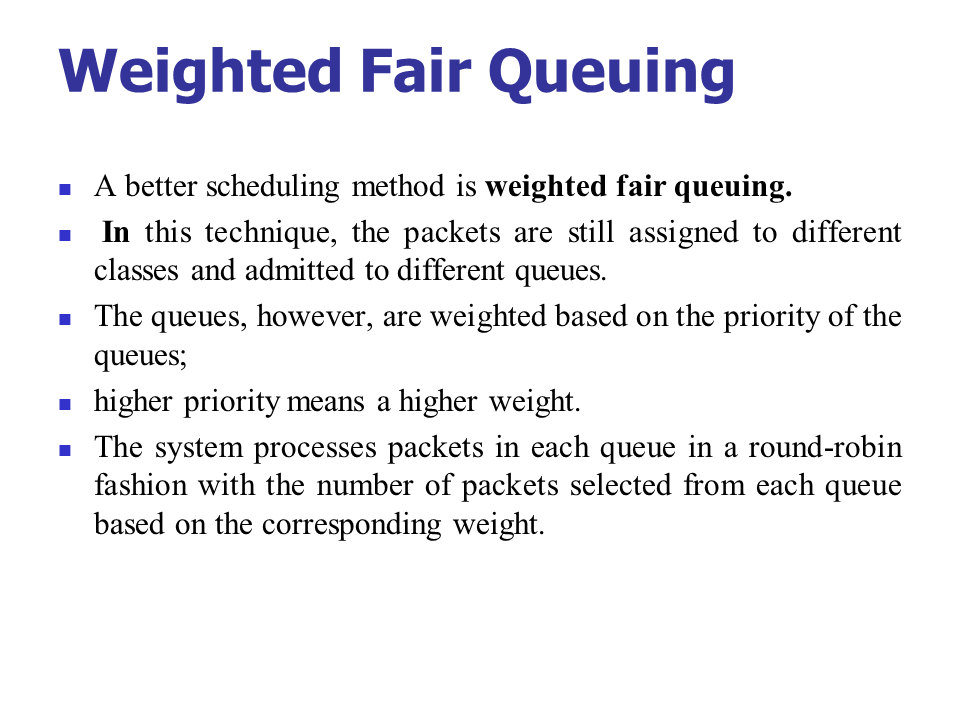 Weighted Fair Queuing
A better scheduling method is weighted fair queuing.
In this technique, the packets are still assigned to different
classes and admitted to different queues.
The queues, however, are weighted based on the priority of the
queues;
higher priority means a higher weight.
The system processes packets in each queue in a round-robin
fashion with the number of packets selected from each queue
based on the corresponding weight.